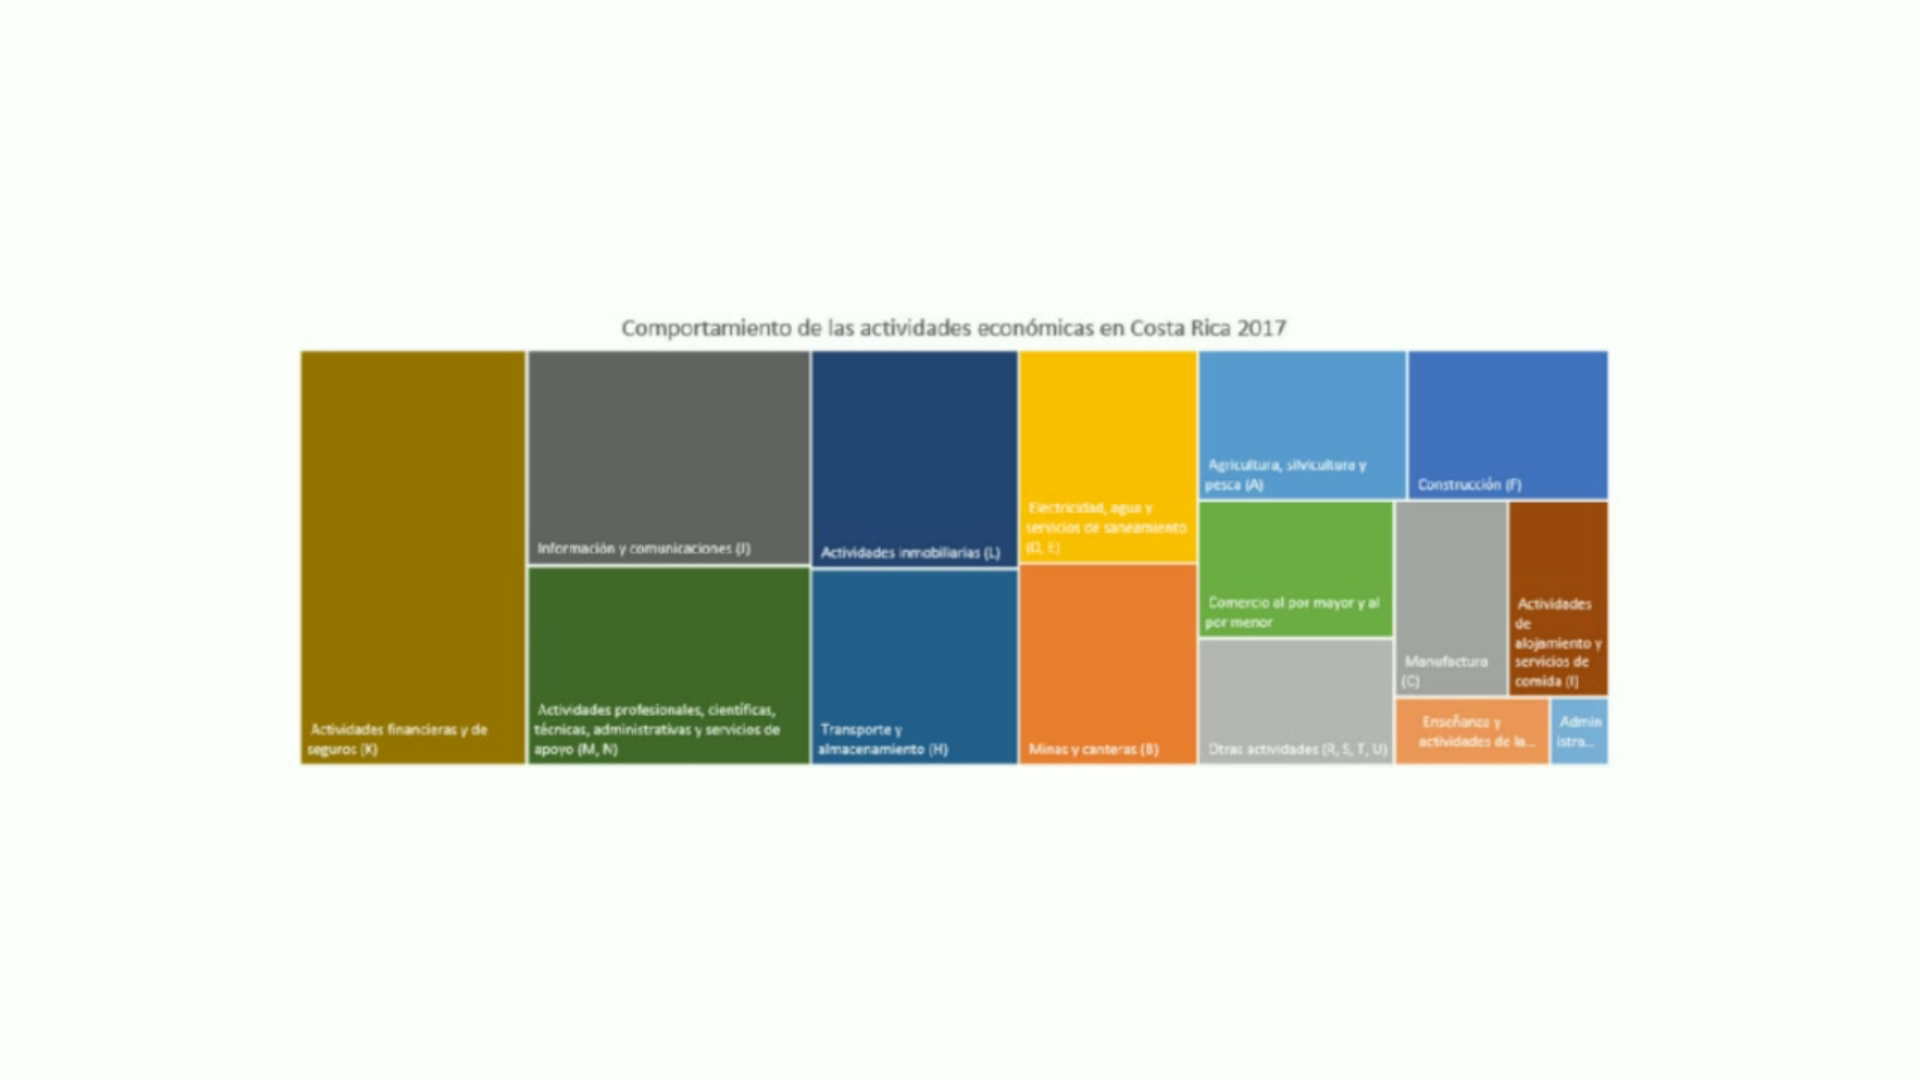 Comportamiento de las actividades económicas en Costa Rica 2017
Actividades financieras y de
seguros (K)
Información y comunicaciones (J)
Actividades profesionales, científicas,
técnicas, administrativas y servicios de
apoyo (M, N)
Actividades inmobiliarias (L)
Transporte y
almacenamiento (H)
Electricidad, agua y
servicios de saneamiento
(D, E)
Minas y canteras (B)
Agricultura, silvicultura y
pesca (A)
Construcción (F)
Comercio al por mayor y al
por menor
Otras actividades (R, S, T, U)
Manufactura
(C)
Actividades
de
alojamiento y
servicios de
comida (I)
Enseñanza y
actividades de la...
Admin
istra...